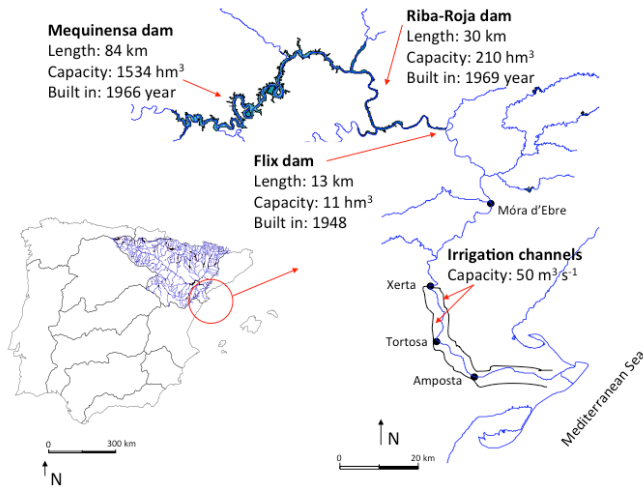 Mequinensa dam
Length: 84 km
Capacity: 1534 hm³
Built in: 1966 year
Riba-Roja dam
Length: 30 km
Capacity: 210 hm³
Built in: 1969 year
Flix dam
Length: 13 km
Capacity: 11 hm³
Built in: 1948
Móra d'Ebre
Irrigation channels
Capacity: 50 m³ s⁻¹
Xerta
Tortosa
Amposta
Mediterranean Sea
0 300 km
N
N
0 20 km